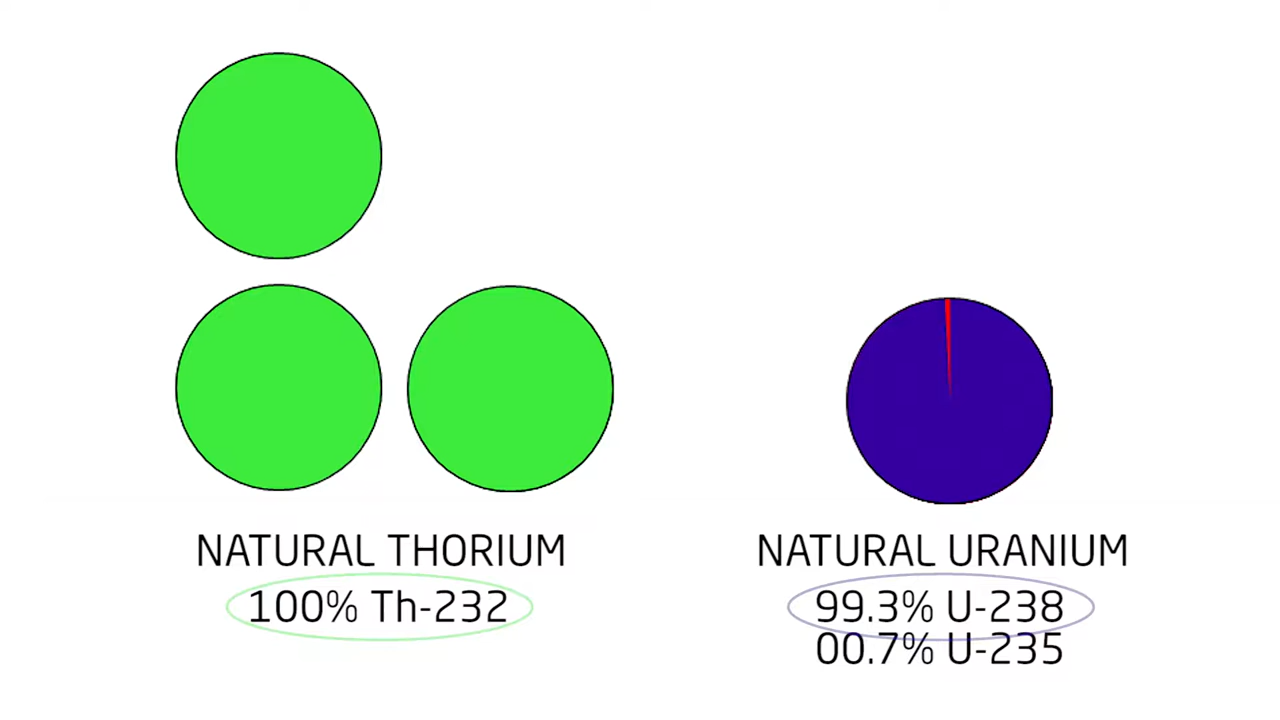 NATURAL THORIUM
100% Th-232
NATURAL URANIUM
99.3% U-238
00.7% U-235